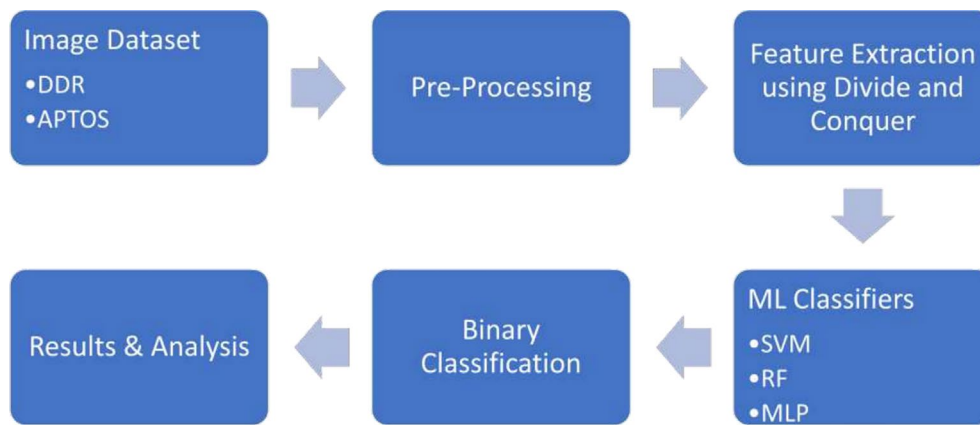 Image Dataset
•DDR
•APTOS
Pre-Processing
Feature Extraction
using Divide and
Conquer
ML Classifiers
•SVM
•RF
•MLP
Binary
Classification
Results & Analysis